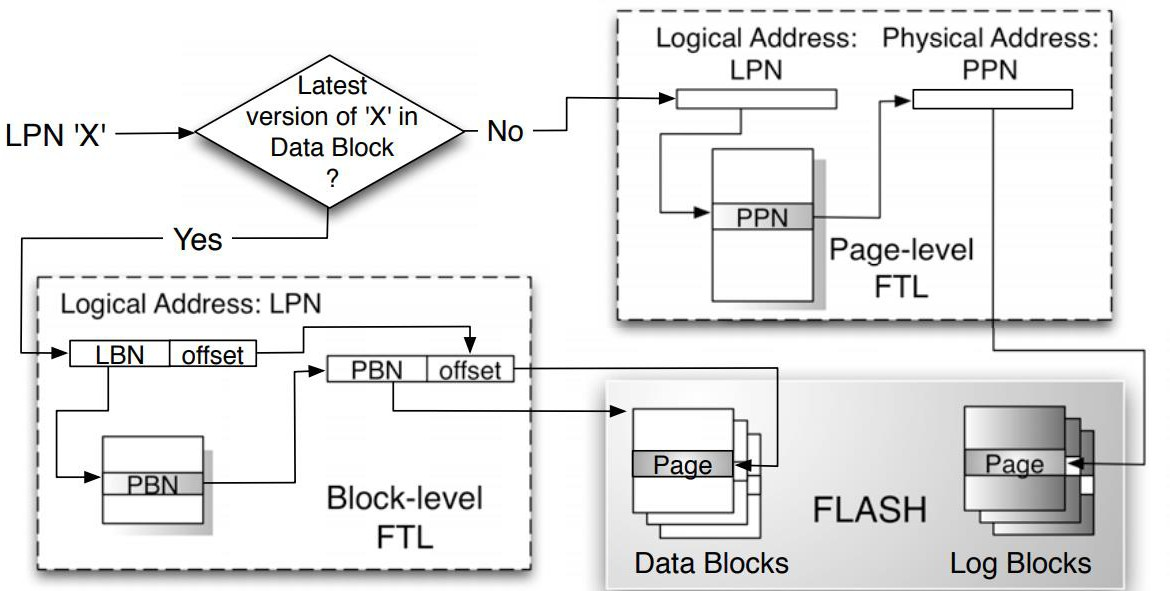 LPN 'X'
Latest
version of 'X' in
Data Block
?
No
Yes
Logical Address:
LPN
Physical Address:
PPN
PPN
Page-level
FTL
Logical Address: LPN
LBN
offset
PBN
offset
PBN
Block-level
FTL
Page
Page
FLASH
Data Blocks
Log Blocks